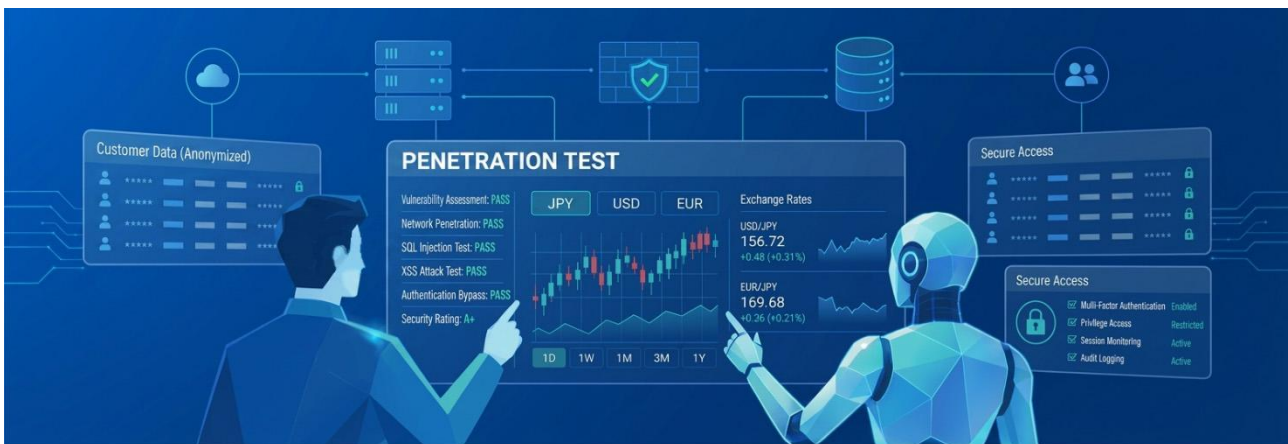 Customer Data (Anonymized)
***** *****
***** *****
***** *****
***** ****
PENETRATION TEST
Vulnerability Assessment: PASS
Network Penetration: PASS
SQL Injection Test: PASS
XSS Attack Test: PASS
Authentication Bypass: PASS
Security Rating: A+
JPY USD EUR
1D 1W 1M 3M 1Y
Exchange Rates
USD/JPY
156.72
+0.48 (+0.31%)
EUR/JPY
169.68
+0.26 (+0.21%)
Secure Access
***** *****
***** *****
***** *****
***** *****
Secure Access
Multi-Factor Authentication Enabled
Privilege Access Restricted
Session Monitoring Active
Audit Logging Active